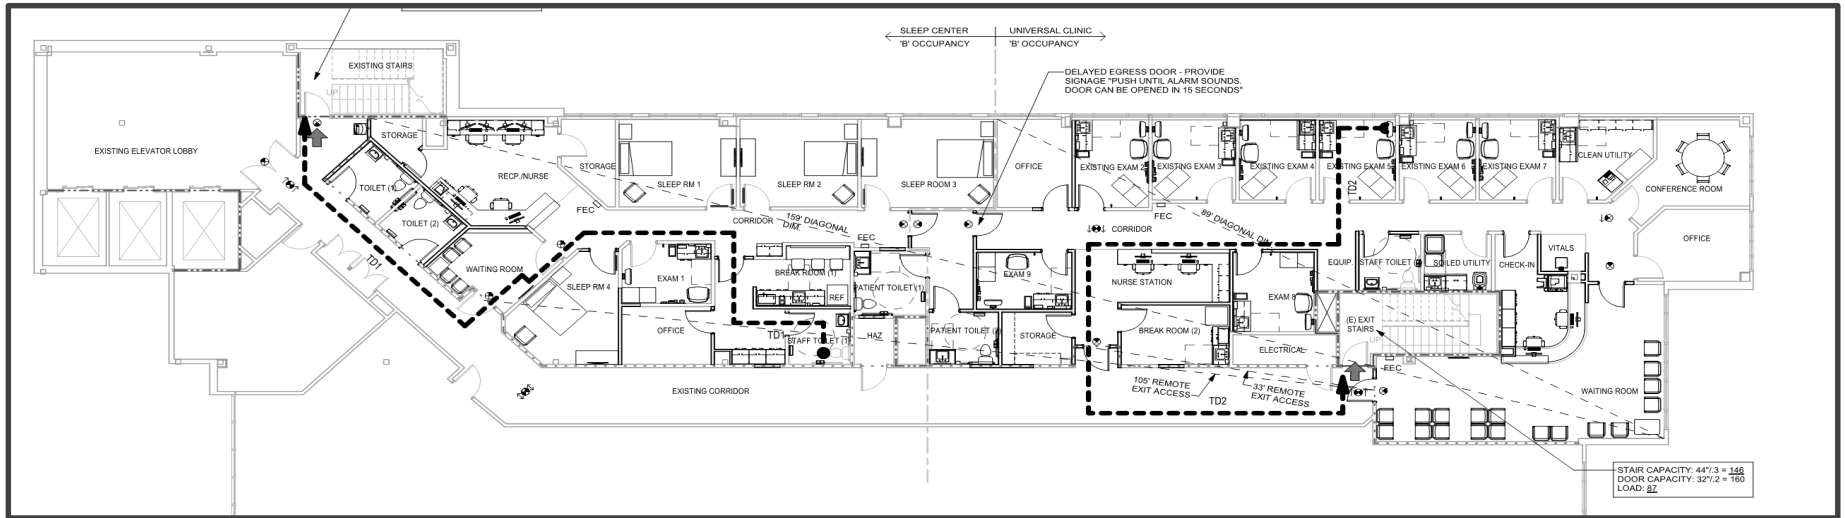 SLEEP CENTER
'B' OCCUPANCY
UNIVERSAL CLINIC
'B' OCCUPANCY
DELAYED EGRESS DOOR - PROVIDE
SIGNAGE "PUSH UNTIL ALARM SOUNDS.
DOOR CAN BE OPENED IN 15 SECONDS"
EXISTING STAIRS
UP
EXISTING ELEVATOR LOBBY
STORAGE
RECP./NURSE
STORAGE
SLEEP RM 1
SLEEP RM 2
SLEEP ROOM 3
OFFICE
EXISTING EXAM 2
EXISTING EXAM 3
EXISTING EXAM 4
EXISTING EXAM 5
EXISTING EXAM 6
EXISTING EXAM 7
CLEAN UTILITY
CONFERENCE ROOM
TOILET (1)
TOILET (2)
FEC
CORRIDOR
159' DIAGONAL
DIM.
FEC
FEC
89' DIAGONAL DIM.
TD2
CORRIDOR
OFFICE
TD1
WAITING ROOM
SLEEP RM 4
EXAM 1
BREAK ROOM (1)
REF
PATIENT TOILET (1)
EXAM 9
NURSE STATION
EXAM 8
EQUIP.
STAFF TOILET
SOILED UTILITY
CHECK-IN
VITALS
OFFICE
TD1
STAFF TOILET (1)
HAZ
PATIENT TOILET
STORAGE
BREAK ROOM (2)
ELECTRICAL
(E) EXIT
STAIRS
UP
FEC
EXISTING CORRIDOR
105' REMOTE
EXIT ACCESS
TD2
33' REMOTE
EXIT ACCESS
WAITING ROOM
STAIR CAPACITY: 44"/.3 = 146
DOOR CAPACITY: 32"/.2 = 160
LOAD: 87